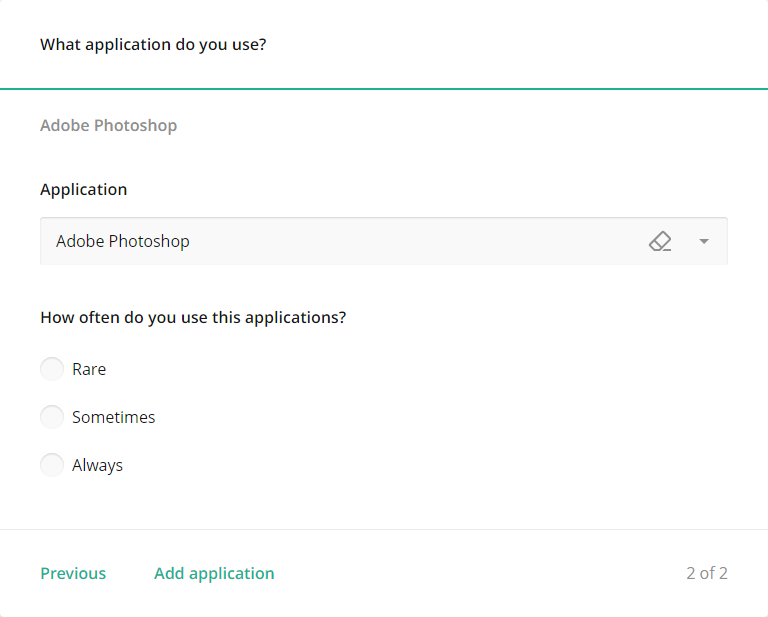 What application do you use?
Adobe Photoshop
Application
Adobe Photoshop
How often do you use this applications?
Rare
Sometimes
Always
Previous Add application 2 of 2